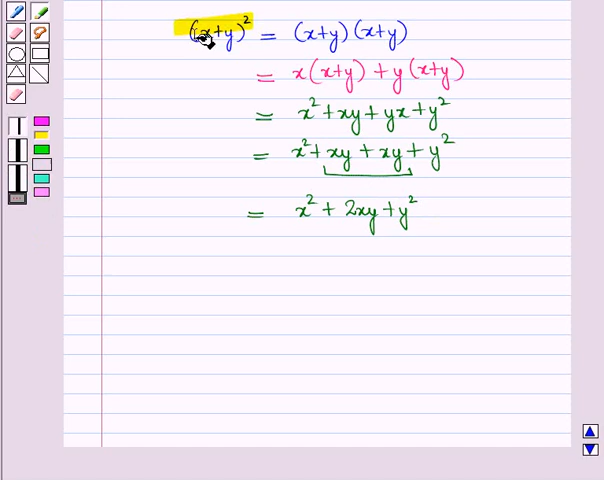 (x+y)² = (x+y)(x+y)
= x(x+y) + y(x+y)
= x² + xy + yx + y²
= x² + xy + xy + y²
= x² + 2xy + y²